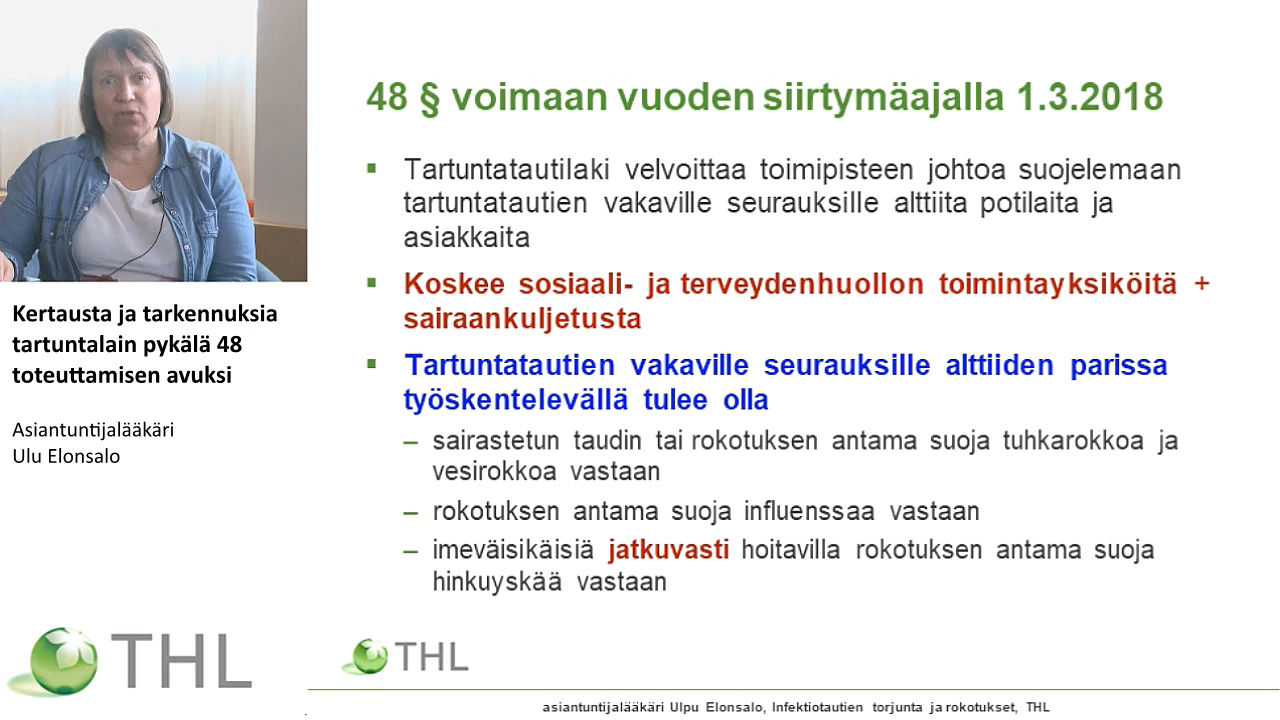 48 § voimaan vuoden siirtymäajalla 1.3.2018
Tartuntatautilaki velvoittaa toimipisteen johtoa suojelemaan
tartuntatautien vakaville seurauksille alttiita potilaita ja
asiakkaita
Koskee sosiaali- ja terveydenhuollon toimintayksiköitä +
sairaankuljetusta
Tartuntatautien vakaville seurauksille alttiiden parissa
työskentelevällä tulee olla
– sairastetun taudin tai rokotuksen antama suoja tuhkarokkoa ja
vesirokkoa vastaan
– rokotuksen antama suoja influenssaa vastaan
– imeväisikäisiä jatkuvasti hoitavilla rokotuksen antama suoja
hinkuyskää vastaan
Kertausta ja tarkennuksia
tartuntalain pykälä 48
toteuttamisen avuksi
Asiantuntijalääkäri
Ulu Elonsalo
THL
THL
asiantuntijalääkäri Ulpu Elonsalo, Infektiotautien torjunta ja rokotukset, THL